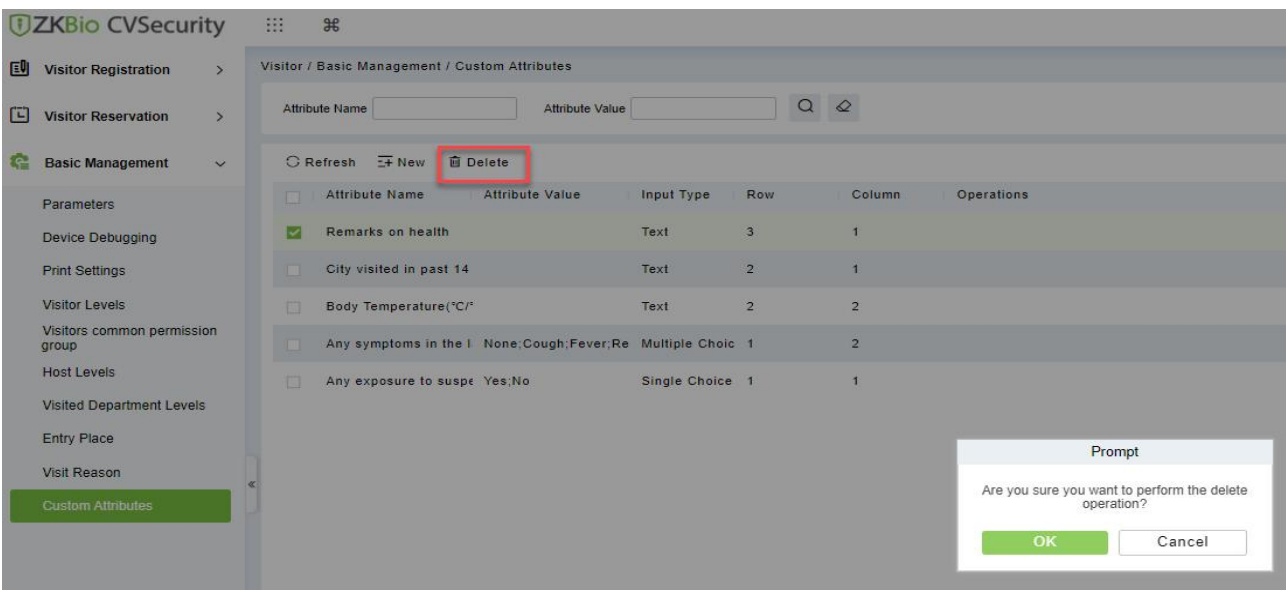 ZKBio CVSecurity
Visitor Registration
Visitor Reservation
Basic Management
Parameters
Device Debugging
Print Settings
Visitor Levels
Visitors common permission
group
Host Levels
Visited Department Levels
Entry Place
Visit Reason
Custom Attributes
Visitor / Basic Management / Custom Attributes
Attribute Name Attribute Value
Refresh New Delete
Attribute Name Attribute Value Input Type Row Column Operations
Remarks on health Text 3 1
City visited in past 14 Text 2 1
Body Temperature(°C/° Text 2 2
Any symptoms in the l None;Cough;Fever;Re Multiple Choic 1 2
Any exposure to suspe Yes;No Single Choice 1 1
Prompt
Are you sure you want to perform the delete
operation?
OK Cancel